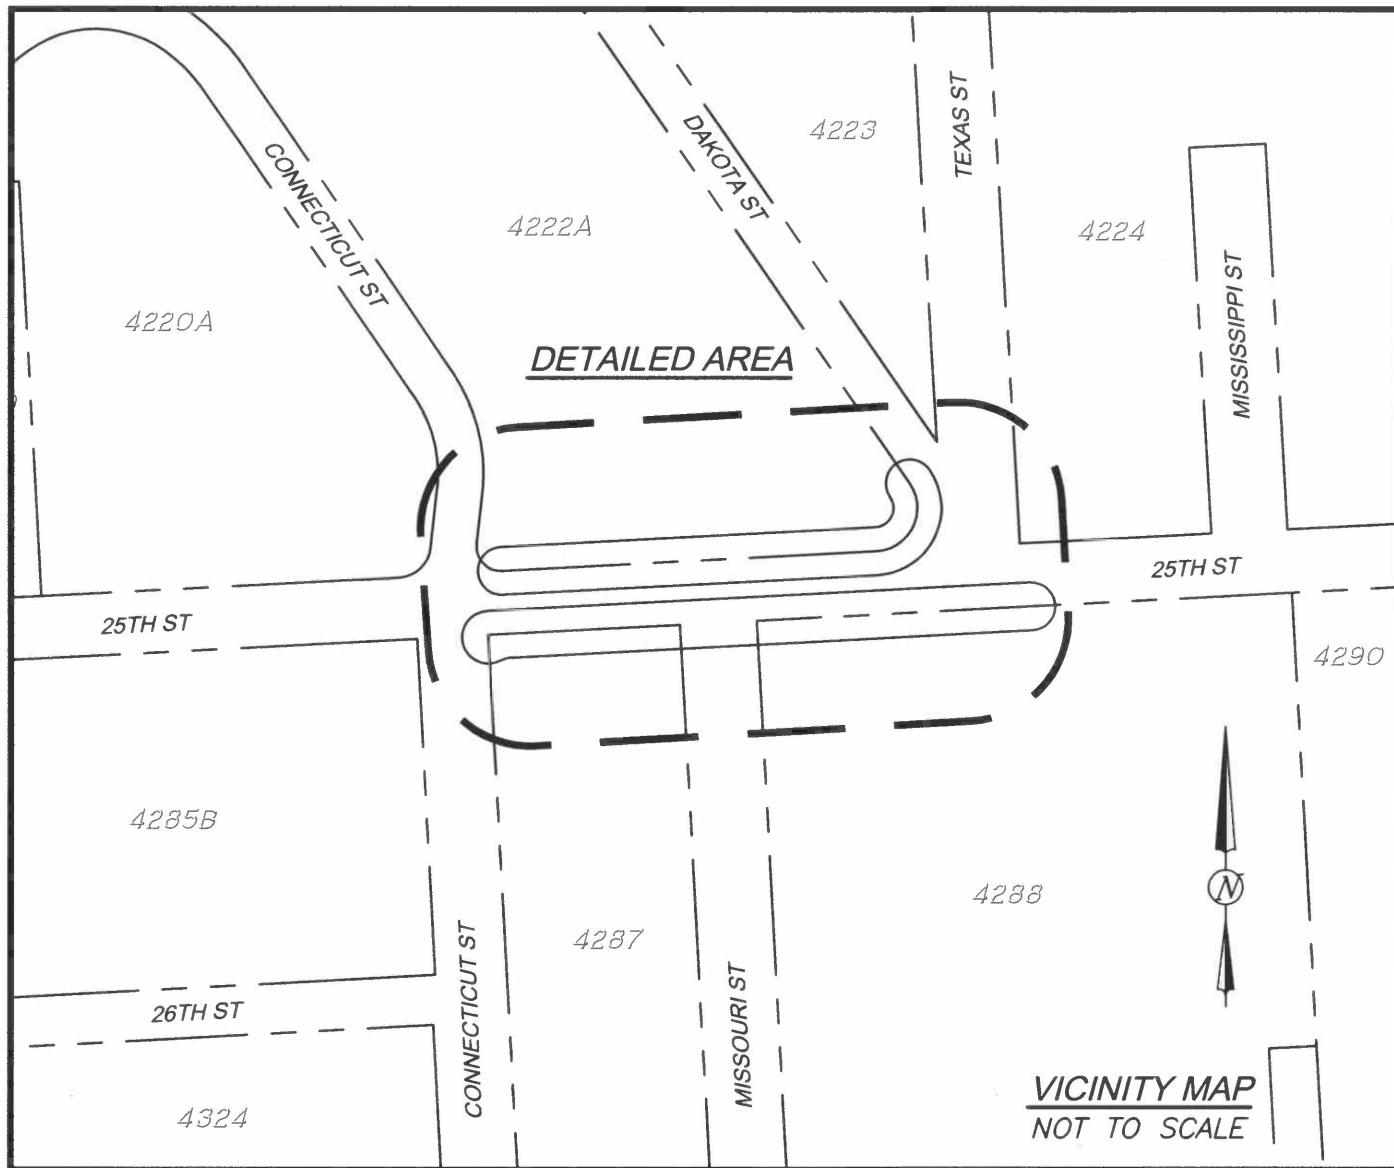 CONNECTICUT ST
DAKOTA ST
4223
TEXAS ST
4222A
4224
MISSISSIPPI ST
4220A
DETAILED AREA
25TH ST
25TH ST
4290
4285B
4288
N
4287
CONNECTICUT ST
MISSOURI ST
26TH ST
4324
VICINITY MAP
NOT TO SCALE